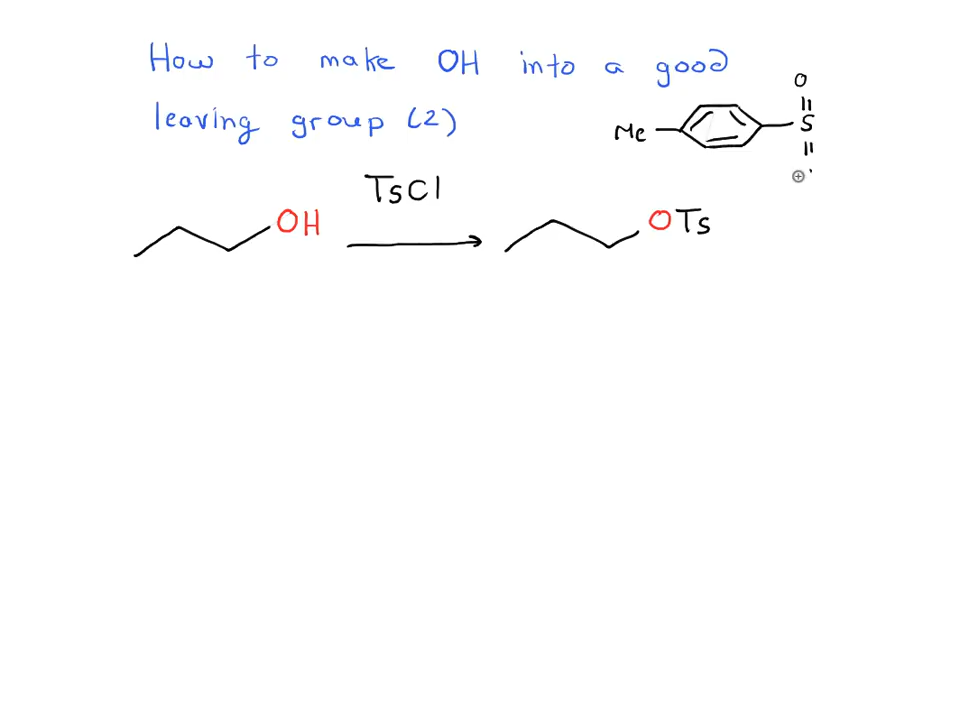 How to make OH into a good
leaving group (2)
O
Me S
TsCl
OH OTs